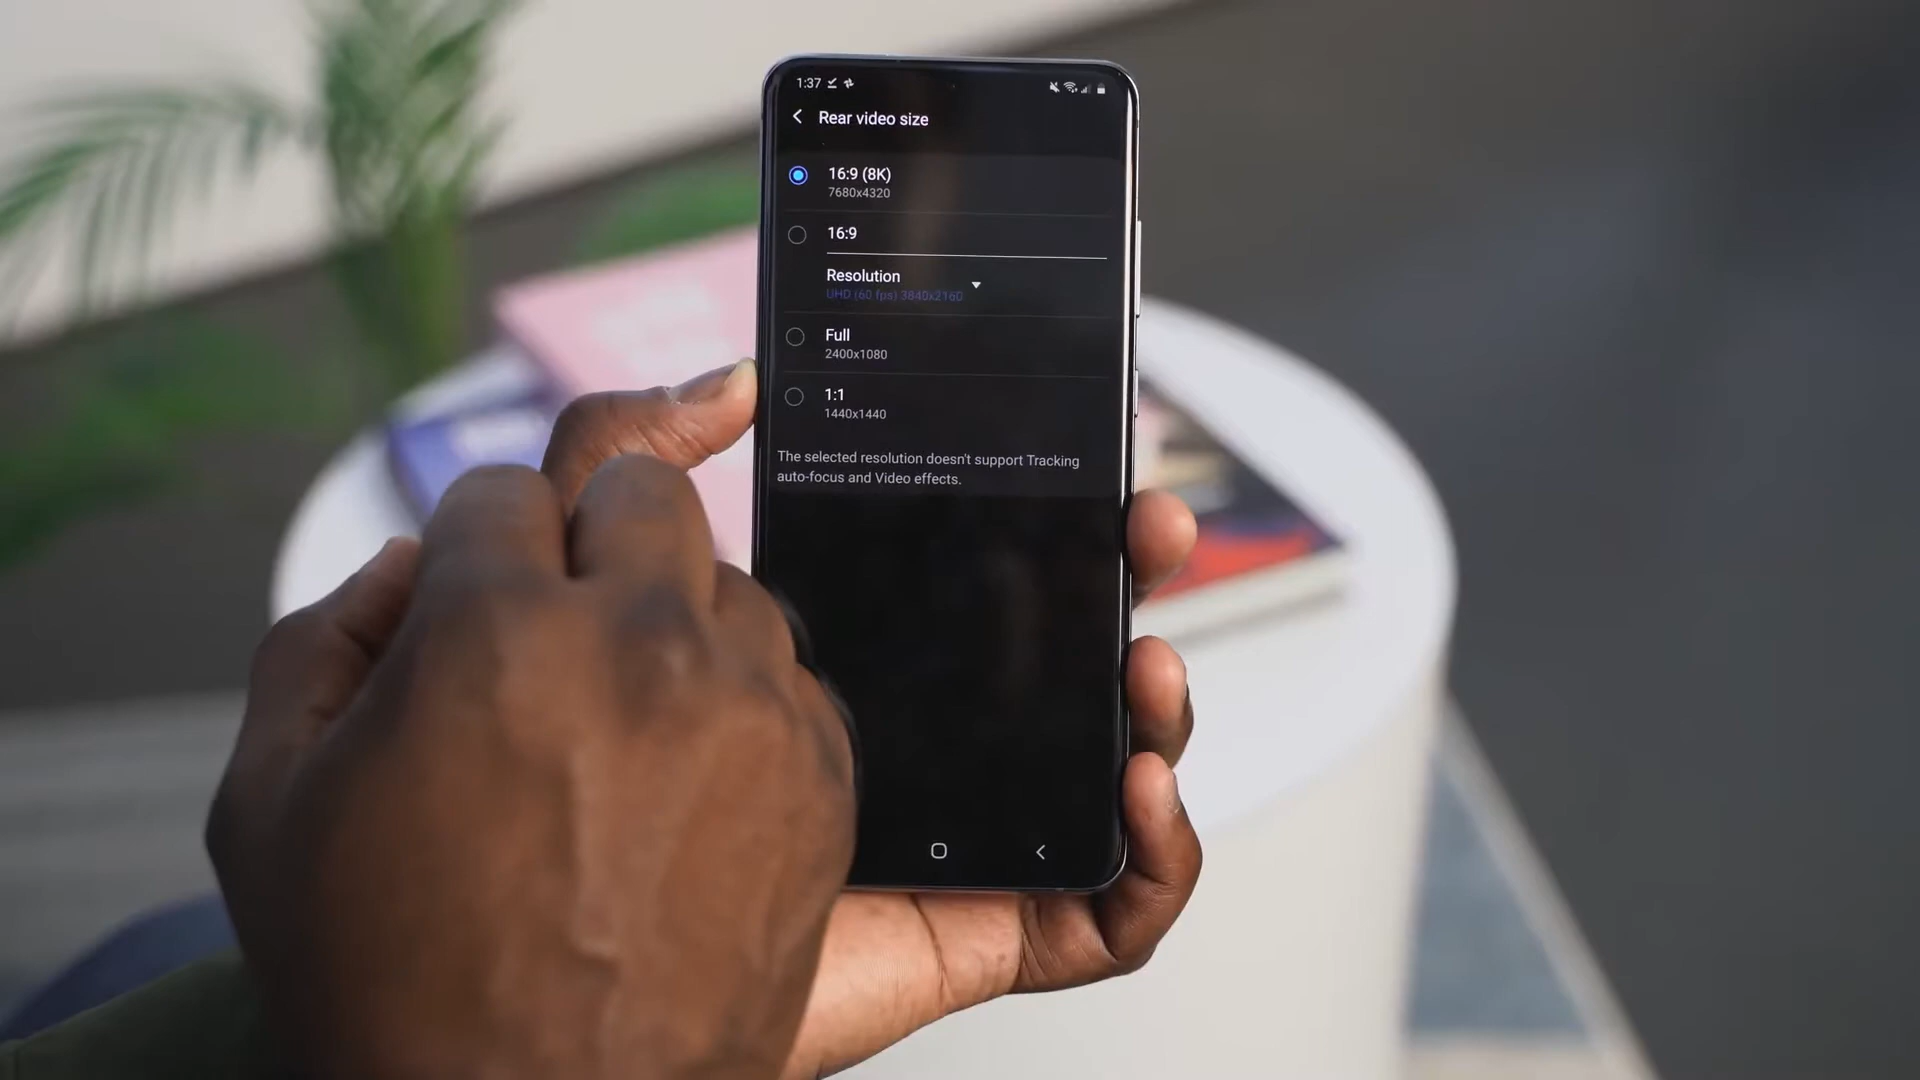 1:37
Rear video size
16:9 (8K)
7680x4320
16:9
Resolution
UHD (60 fps) 3840x2160
Full
2400x1080
1:1
1440x1440
The selected resolution doesn't support Tracking
auto-focus and Video effects.